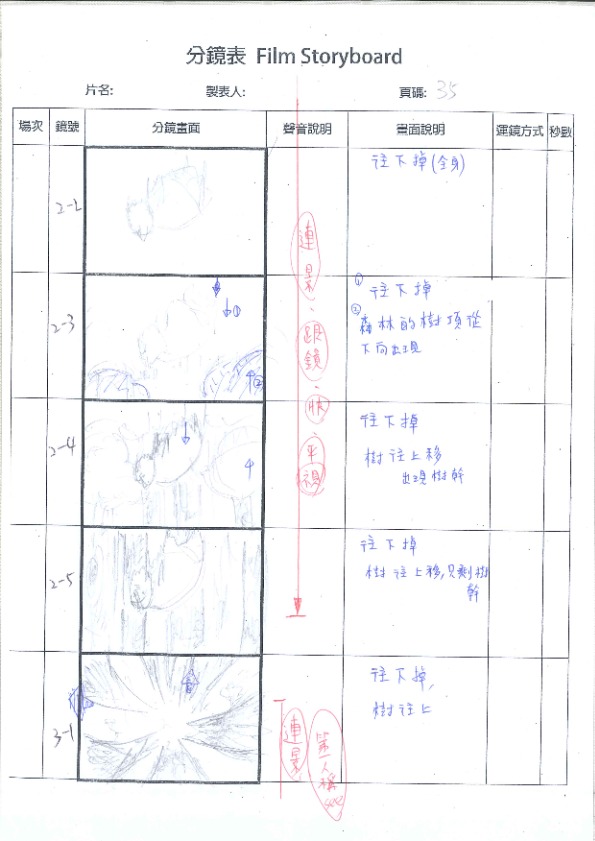 分鏡表 Film Storyboard
片名: 製表人: 頁碼: 35
場次 鏡號 分鏡畫面 聲音說明 畫面說明 運鏡方式 秒數
2-2 往下掉(全身)
2-3 ① 往下掉
② 森林的樹頂從
下向出現
①
②
連景、跟鏡、快、平視
2-4 往下掉
樹往上移
出現樹幹
2-5 往下掉
樹往上移,只剩樹
幹
3-1 往下掉,
樹往上
連景
第一人稱